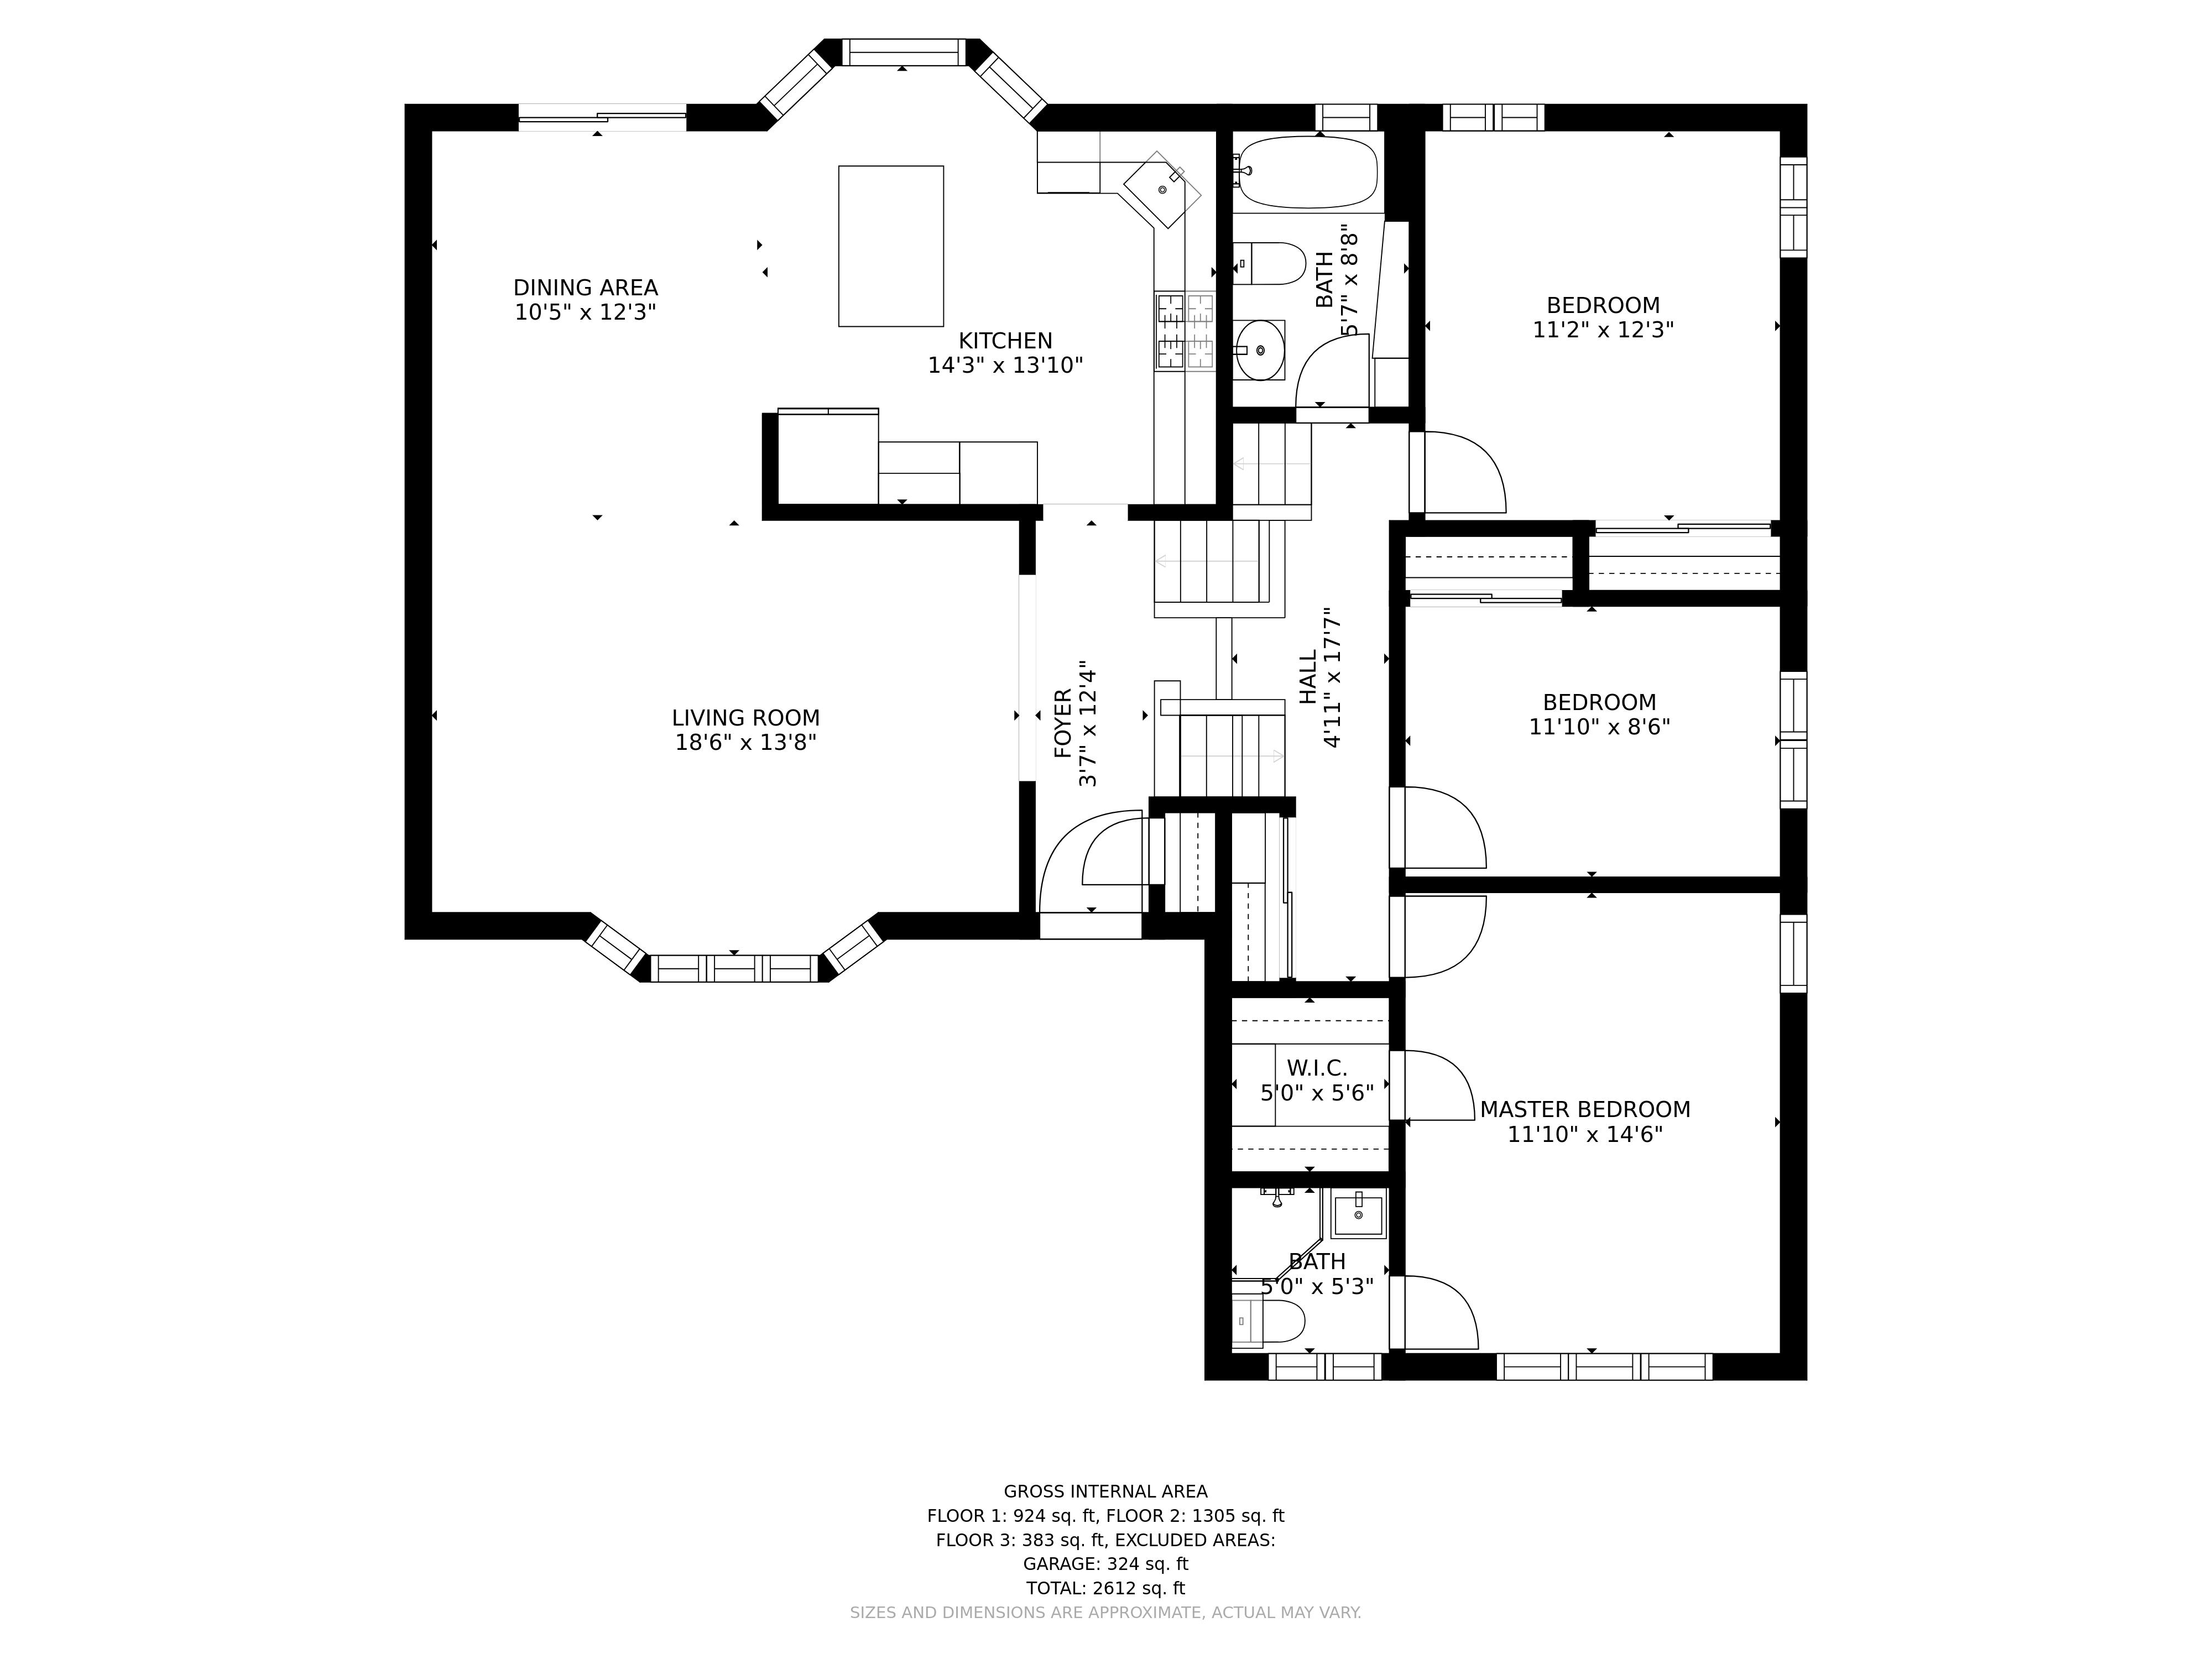 DINING AREA
10'5" x 12'3"
KITCHEN
14'3" x 13'10"
BATH
5'7" x 8'8"
BEDROOM
11'2" x 12'3"
LIVING ROOM
18'6" x 13'8"
FOYER
3'7" x 12'4"
HALL
4'11" x 17'7"
BEDROOM
11'10" x 8'6"
W.I.C.
5'0" x 5'6"
MASTER BEDROOM
11'10" x 14'6"
BATH
5'0" x 5'3"
GROSS INTERNAL AREA
FLOOR 1: 924 sq. ft, FLOOR 2: 1305 sq. ft
FLOOR 3: 383 sq. ft, EXCLUDED AREAS:
GARAGE: 324 sq. ft
TOTAL: 2612 sq. ft
SIZES AND DIMENSIONS ARE APPROXIMATE, ACTUAL MAY VARY.